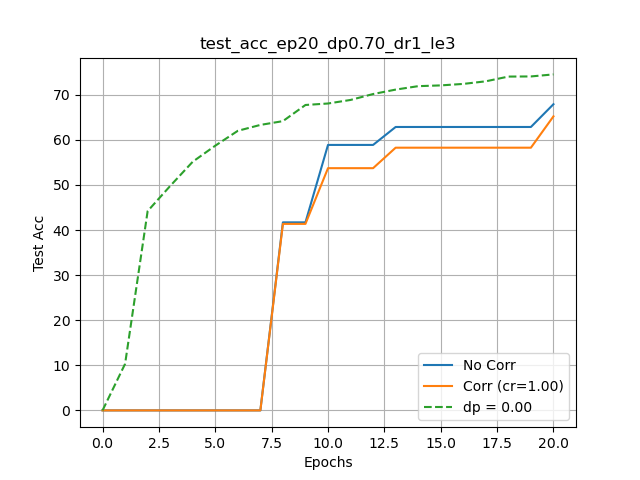 test_acc_ep20_dp0.70_dr1_le3
Test Acc
70
60
50
40
30
20
10
0
0.0 2.5 5.0 7.5 10.0 12.5 15.0 17.5 20.0
Epochs
No Corr
Corr (cr=1.00)
dp = 0.00